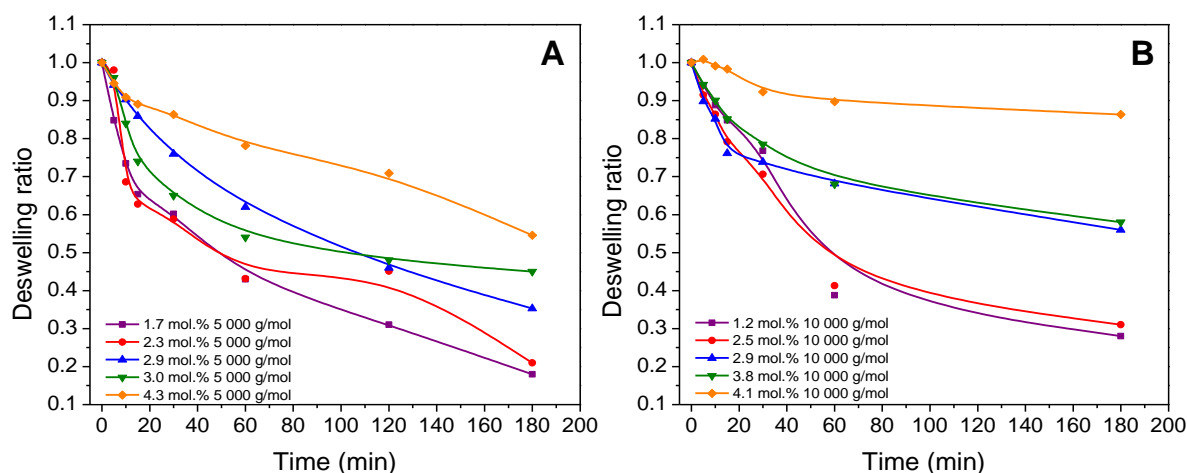 A
Deswelling ratio
1.1
1.0
0.9
0.8
0.7
0.6
0.5
0.4
0.3
0.2
0.1
1.7 mol.% 5 000 g/mol
2.3 mol.% 5 000 g/mol
2.9 mol.% 5 000 g/mol
3.0 mol.% 5 000 g/mol
4.3 mol.% 5 000 g/mol
0 20 40 60 80 100 120 140 160 180 200
Time (min)
B
Deswelling ratio
1.1
1.0
0.9
0.8
0.7
0.6
0.5
0.4
0.3
0.2
0.1
1.2 mol.% 10 000 g/mol
2.5 mol.% 10 000 g/mol
2.9 mol.% 10 000 g/mol
3.8 mol.% 10 000 g/mol
4.1 mol.% 10 000 g/mol
0 20 40 60 80 100 120 140 160 180 200
Time (min)